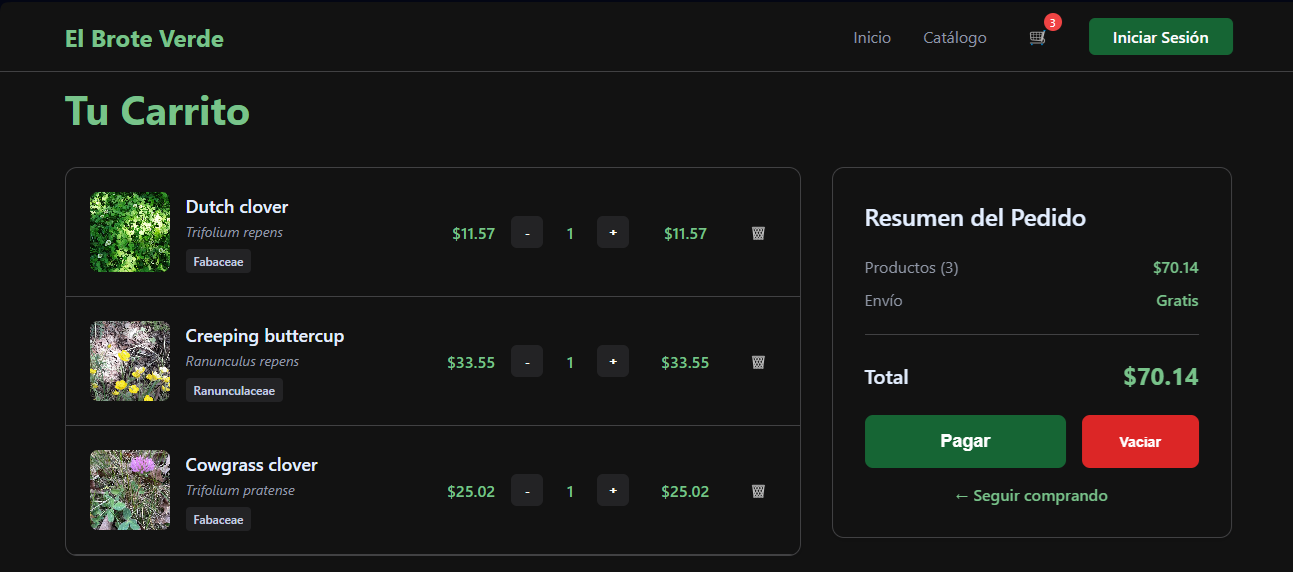 El Brote Verde
Inicio
Catálogo
3
Iniciar Sesión
Tu Carrito
Dutch clover
Trifolium repens
Fabaceae
$11.57 - 1 + $11.57
Creeping buttercup
Ranunculus repens
Ranunculaceae
$33.55 - 1 + $33.55
Cowgrass clover
Trifolium pratense
Fabaceae
$25.02 - 1 + $25.02
Resumen del Pedido
Productos (3) $70.14
Envío Gratis
Total $70.14
Pagar
Vaciar
← Seguir comprando